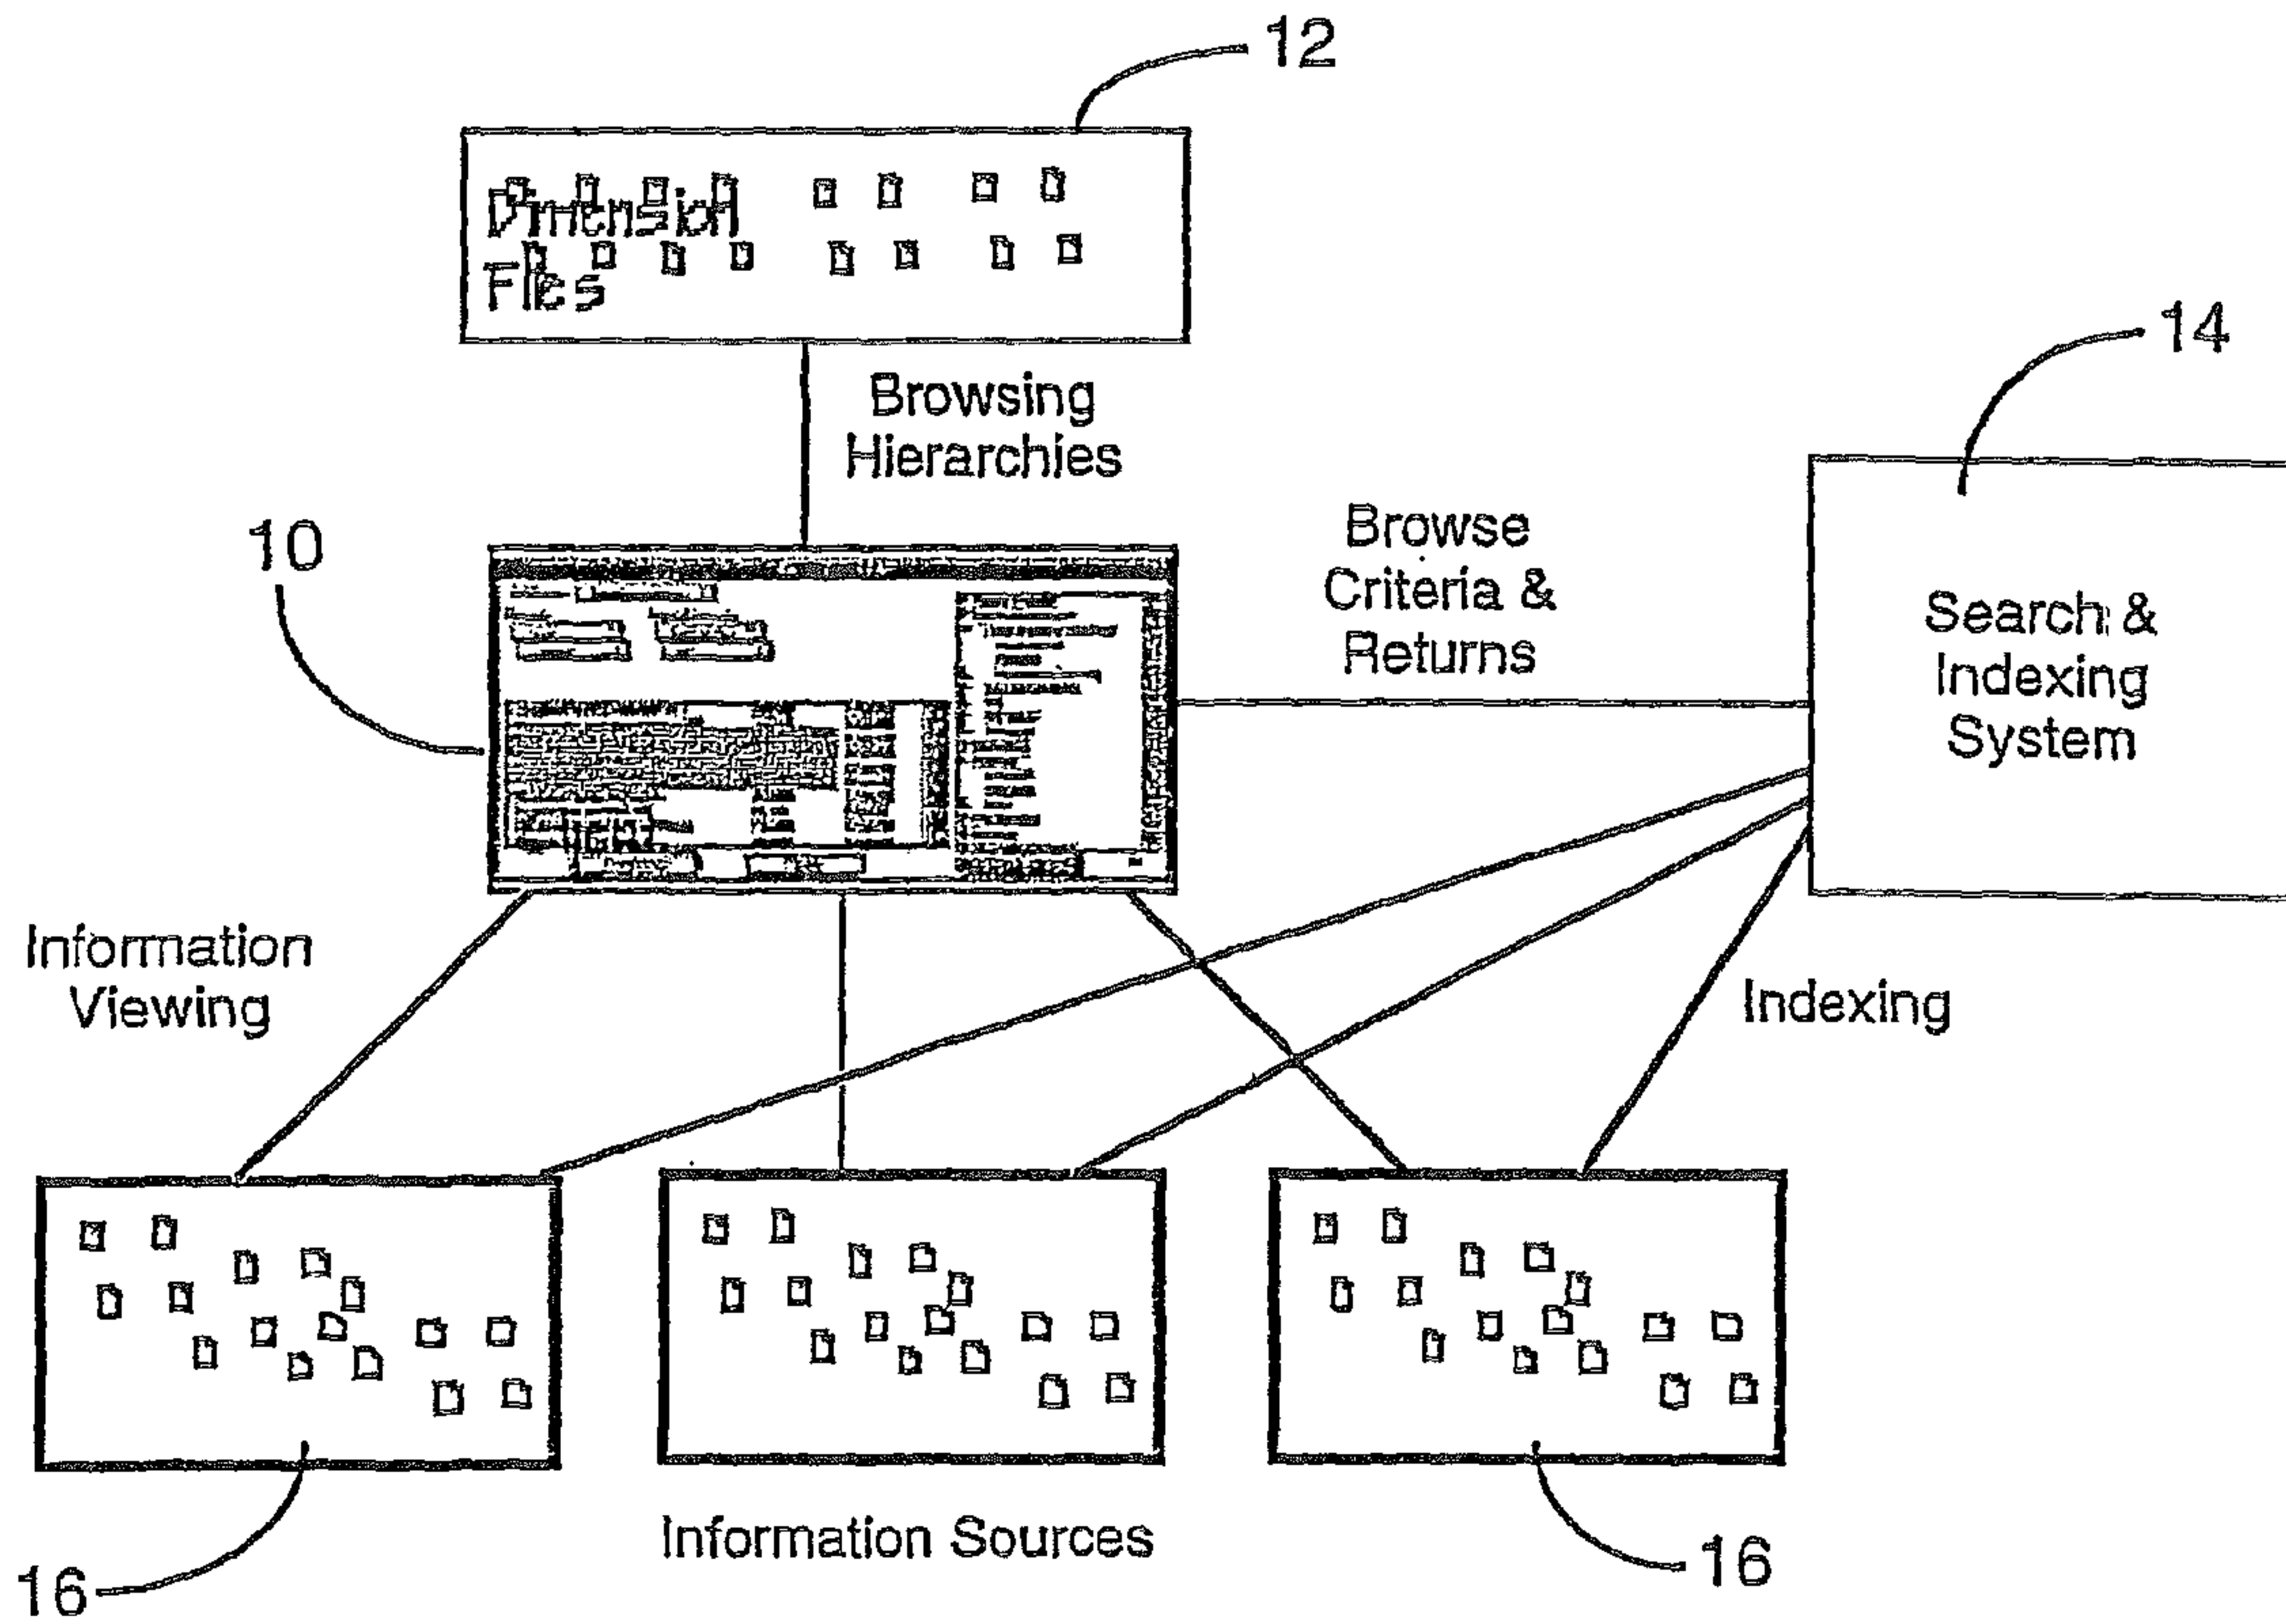 12
Dimension
Files
Browsing
Hierarchies
14
10
Browse
Criteria &
Returns
Search &
Indexing
System
Information
Viewing
Indexing
Information Sources
16
16